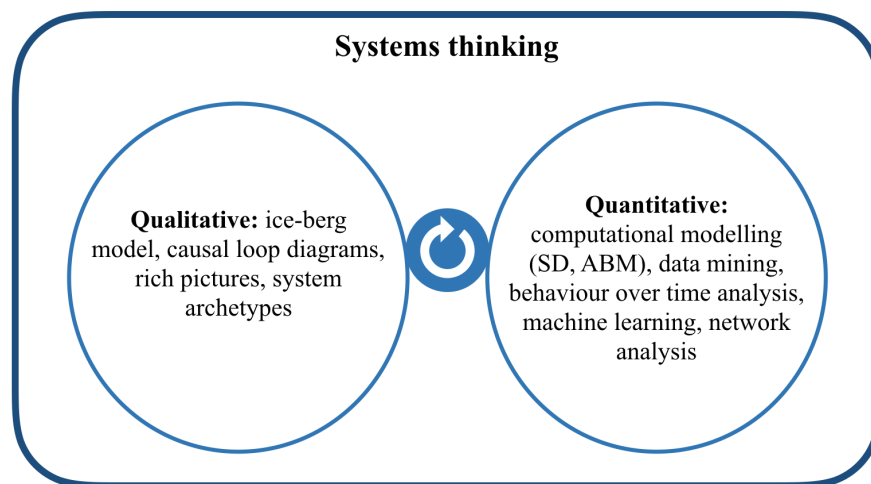 Systems thinking
Qualitative: ice-berg
model, causal loop diagrams,
rich pictures, system
archetypes
Quantitative:
computational modelling
(SD, ABM), data mining,
behaviour over time analysis,
machine learning, network
analysis